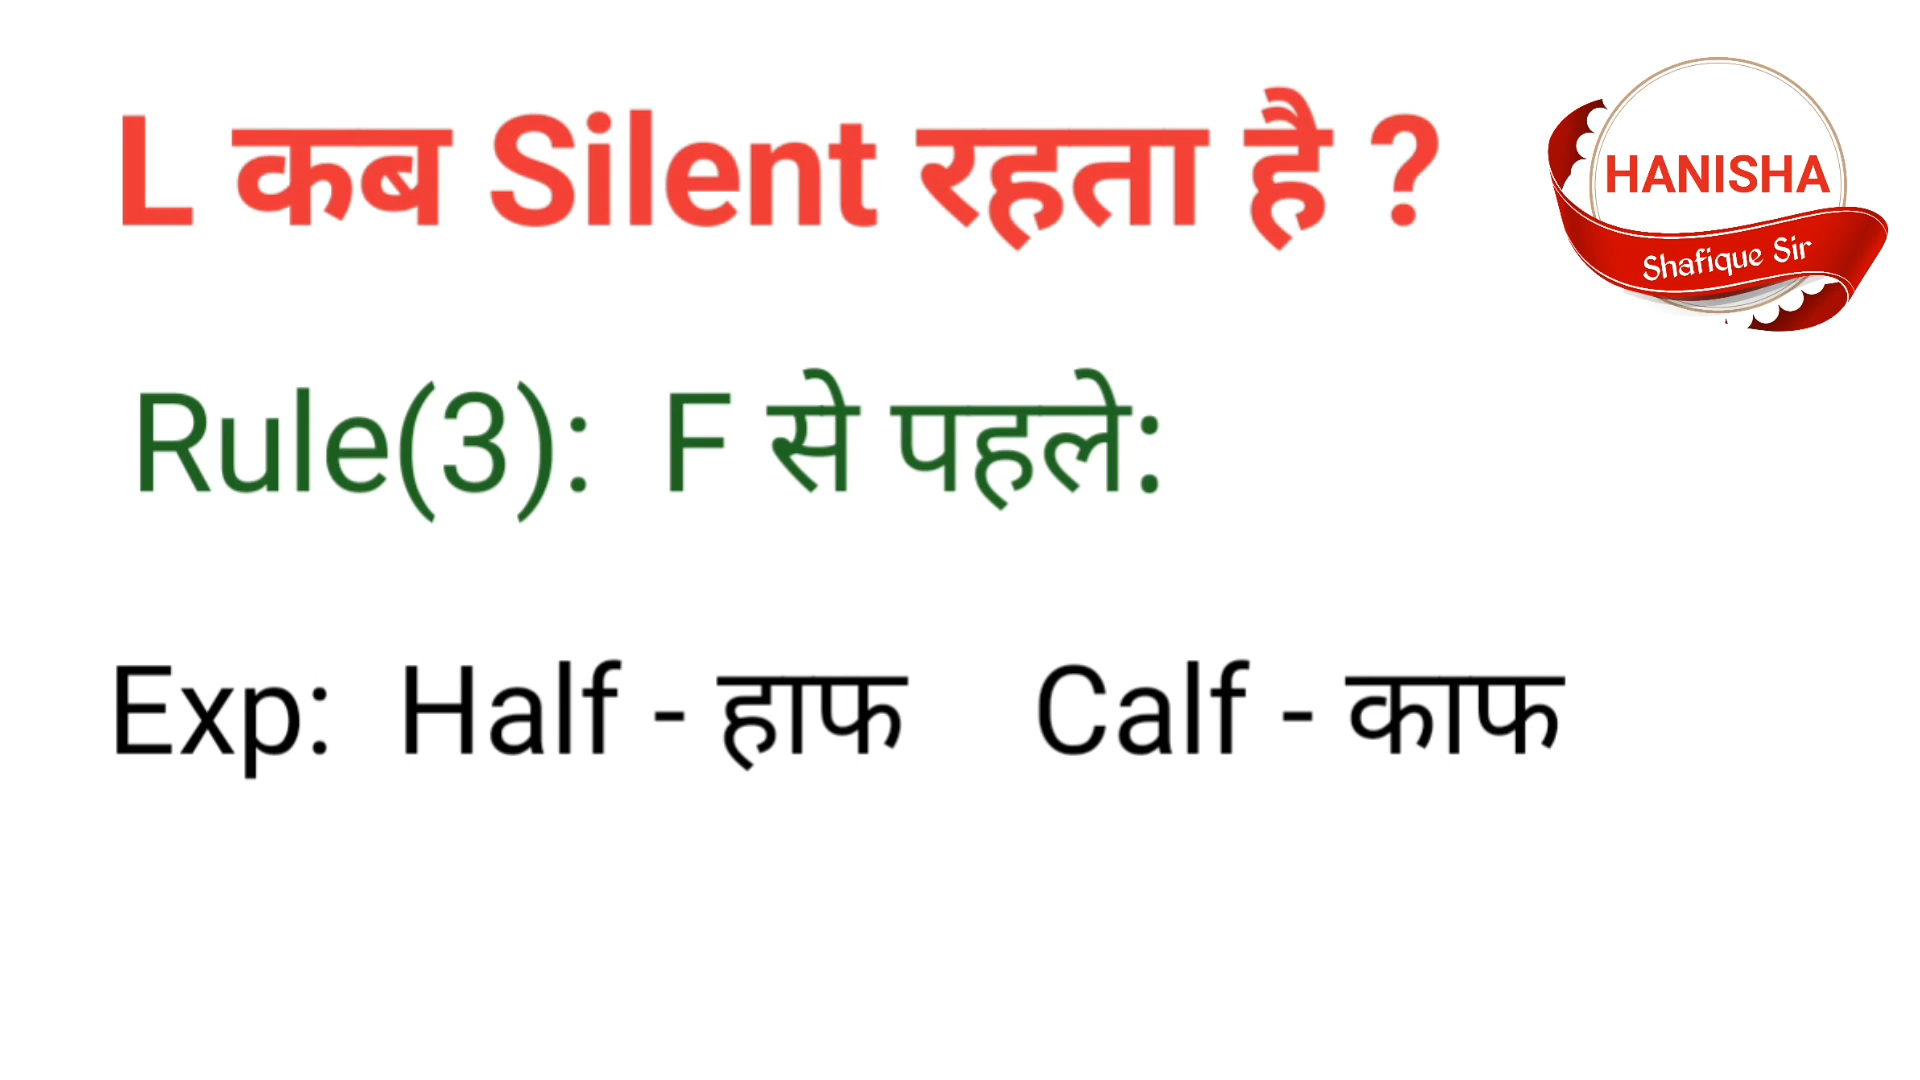 L कब Silent रहता है ?
HANISHA
Shafique Sir
Rule(3): F से पहले:
Exp: Half - हाफ Calf - काफ